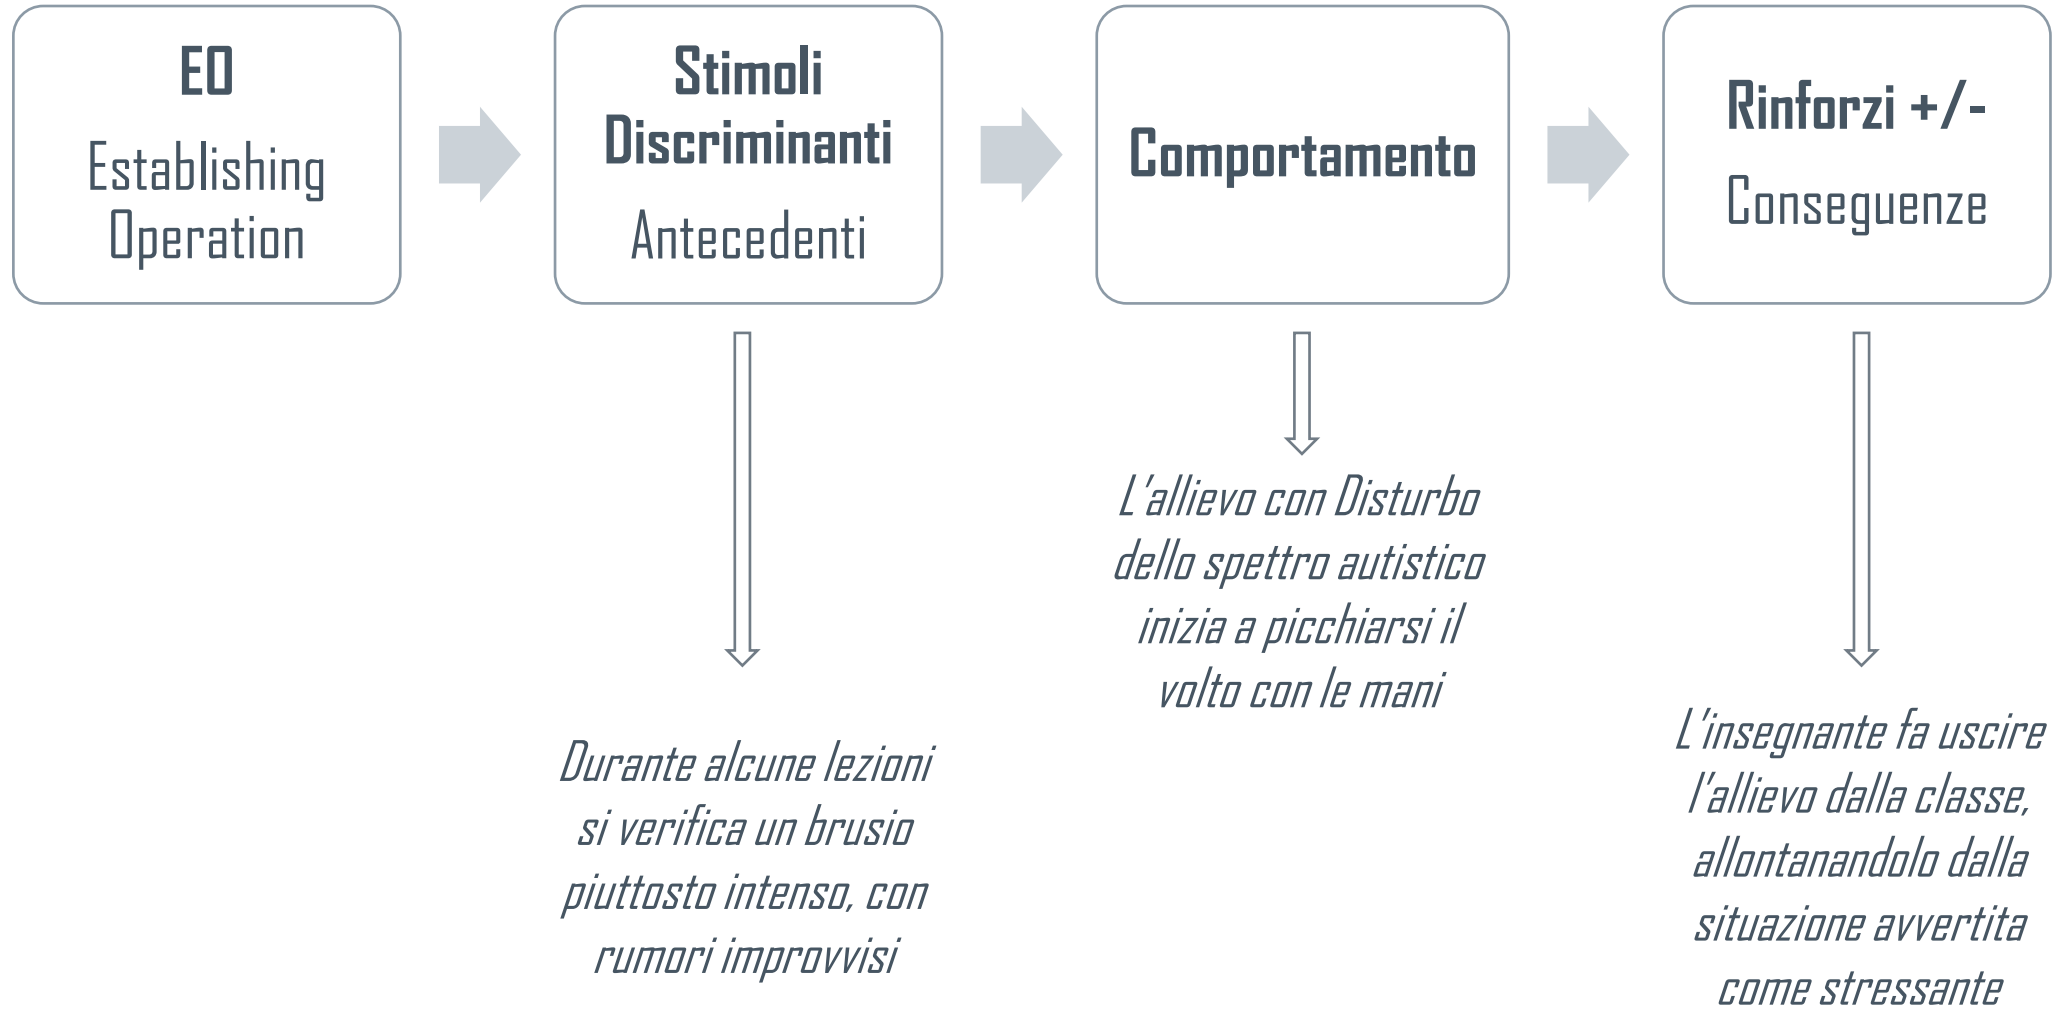 EO
Establishing
Operation
Stimoli
Discriminanti
Antecedenti
Comportamento
Rinforzi +/-
Conseguenze
Durante alcune lezioni
si verifica un brusio
piuttosto intenso, con
rumori improvvisi
L'allievo con Disturbo
dello spettro autistico
inizia a picchiarsi il
volto con le mani
L'insegnante fa uscire
l'allievo dalla classe,
allontanandolo dalla
situazione avvertita
come stressante